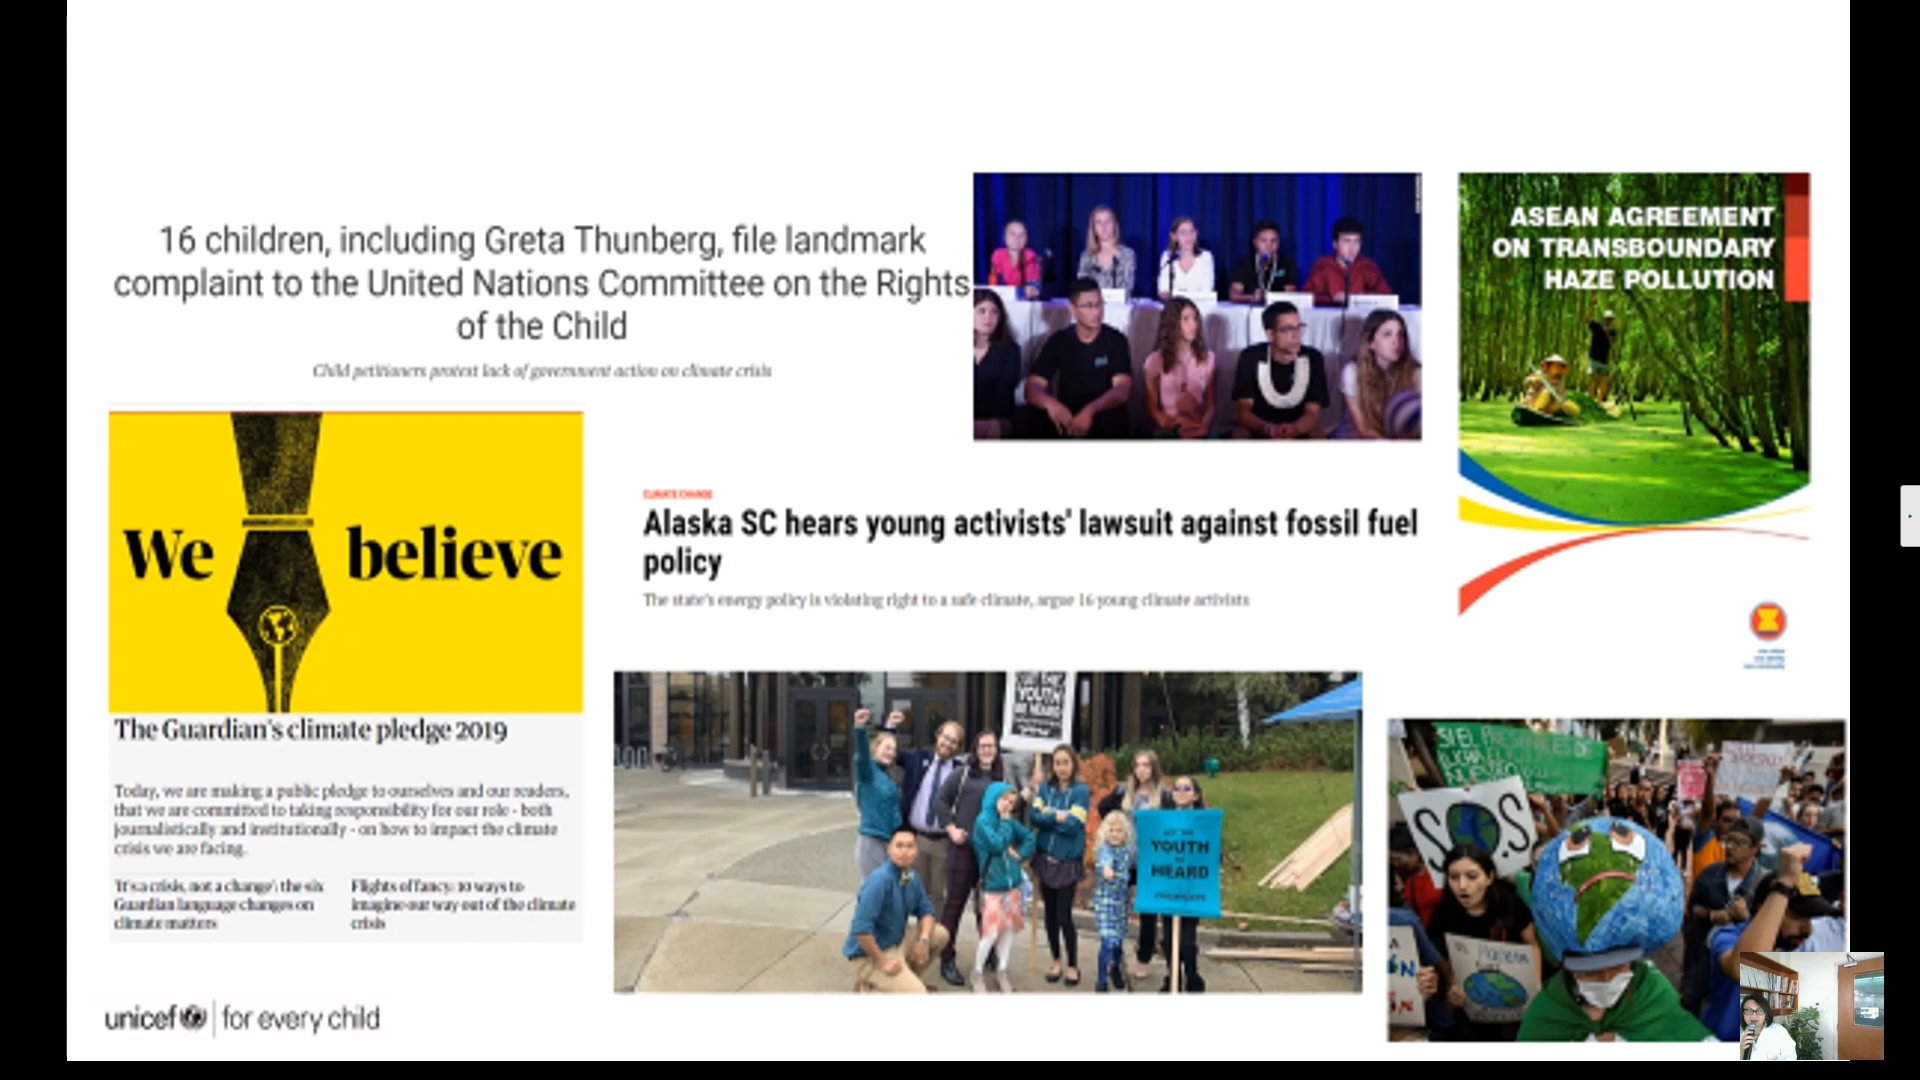 16 children, including Greta Thunberg, file landmark
complaint to the United Nations Committee on the Rights
of the Child
Child petitioners protest lack of government action on climate crisis
ASEAN AGREEMENT
ON TRANSBOUNDARY
HAZE POLLUTION
We believe
The Guardian's climate pledge 2019
Today, we are making a public pledge to ourselves and our readers,
that we are committed to taking responsibility for our role - both
journalistically and institutionally - on how to impact the climate
crisis we are facing.
'It's a crisis, not a change': the six
Guardian language changes on
climate matters
Flights of fancy: 10 ways to
imagine our way out of the climate
crisis
CLIMATE CHANGE
Alaska SC hears young activists' lawsuit against fossil fuel
policy
The state's energy policy is violating right to a safe climate, argue 16 young climate activists
YOUTH
BE HEARD
YOUTH
HEARD
S.O.S
unicef for every child